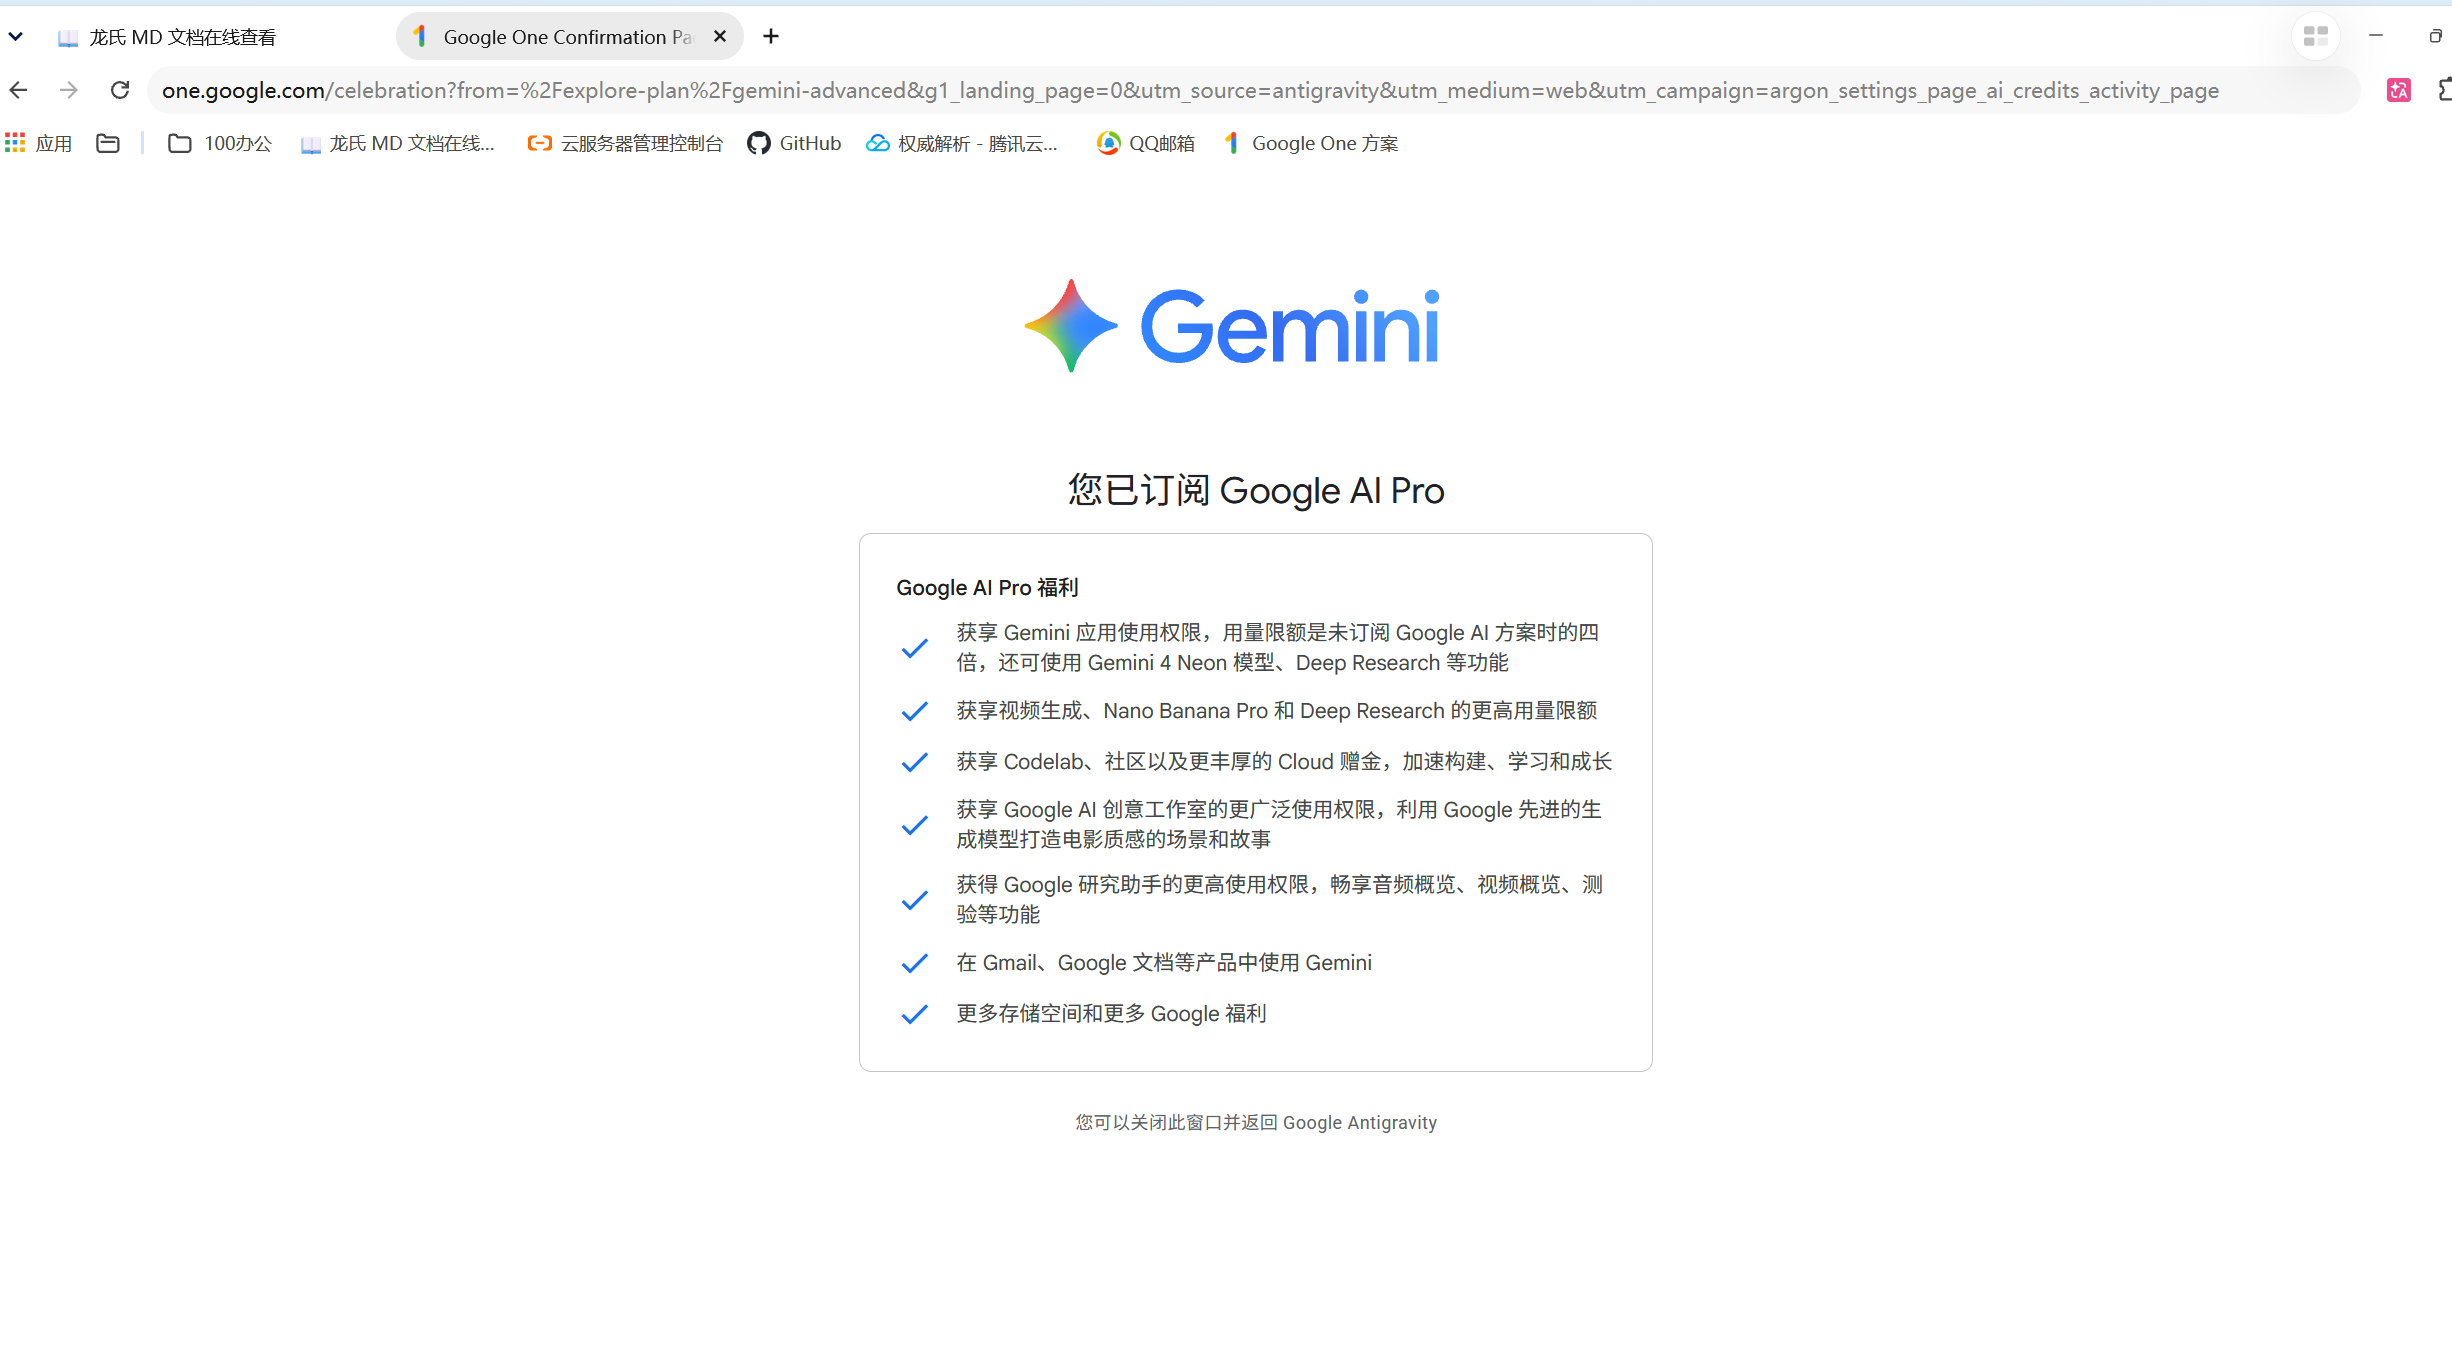 龙氏 MD 文档在线查看
Google One Confirmation Pa
one.google.com/celebration?from=%2Fexplore-plan%2Fgemini-advanced&g1_landing_page=0&utm_source=antigravity&utm_medium=web&utm_campaign=argon_settings_page_ai_credits_activity_page
应用
100办公
龙氏 MD 文档在线...
云服务器管理控制台
GitHub
权威解析 - 腾讯云...
QQ邮箱
Google One 方案
Gemini
您已订阅 Google AI Pro
Google AI Pro 福利
获享 Gemini 应用使用权限，用量限额是未订阅 Google AI 方案时的四
倍，还可使用 Gemini 4 Neon 模型、Deep Research 等功能
获享视频生成、Nano Banana Pro 和 Deep Research 的更高用量限额
获享 Codelab、社区以及更丰厚的 Cloud 赠金，加速构建、学习和成长
获享 Google AI 创意工作室的更广泛使用权限，利用 Google 先进的生
成模型打造电影质感的场景和故事
获得 Google 研究助手的更高使用权限，畅享音频概览、视频概览、测
验等功能
在 Gmail、Google 文档等产品中使用 Gemini
更多存储空间和更多 Google 福利
您可以关闭此窗口并返回 Google Antigravity